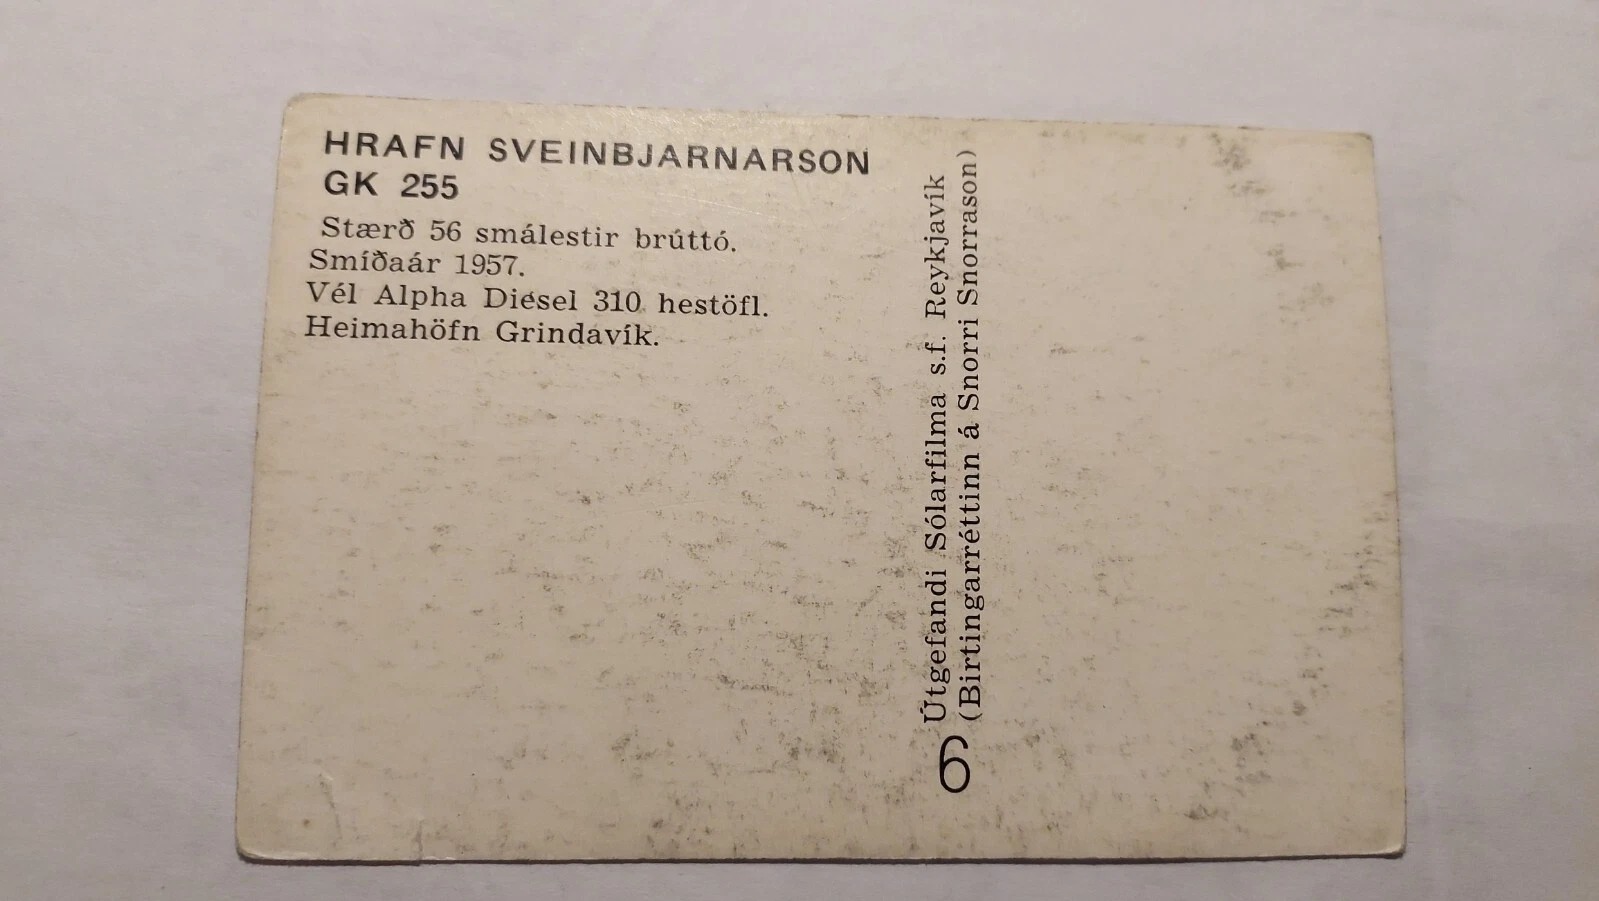 HRAFN SVEINBJARNARSON
GK 255
Stærð 56 smálestir brúttó.
Smíðaár 1957.
Vél Alpha Diesel 310 hestöfl.
Heimahöfn Grindavík.
Útgefandi Sólarfilma s.f. Reykjavík
(Birtingarréttinn á Snorri Snorrason)
6